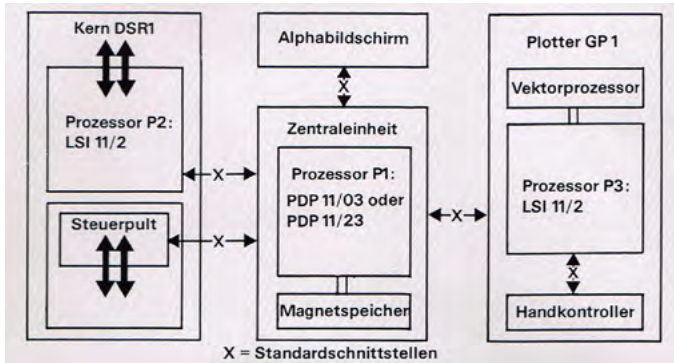 Kern DSR1
Prozessor P2:
LSI 11/2
X
Steuerpult
X
Alphabildschirm
X
Zentraleinheit
Prozessor P1:
PDP 11/03 oder
PDP 11/23
Magnetspeicher
X
Plotter GP 1
Vektorprozessor
Prozessor P3:
LSI 11/2
X
Handkontroller
X = Standardschnittstellen